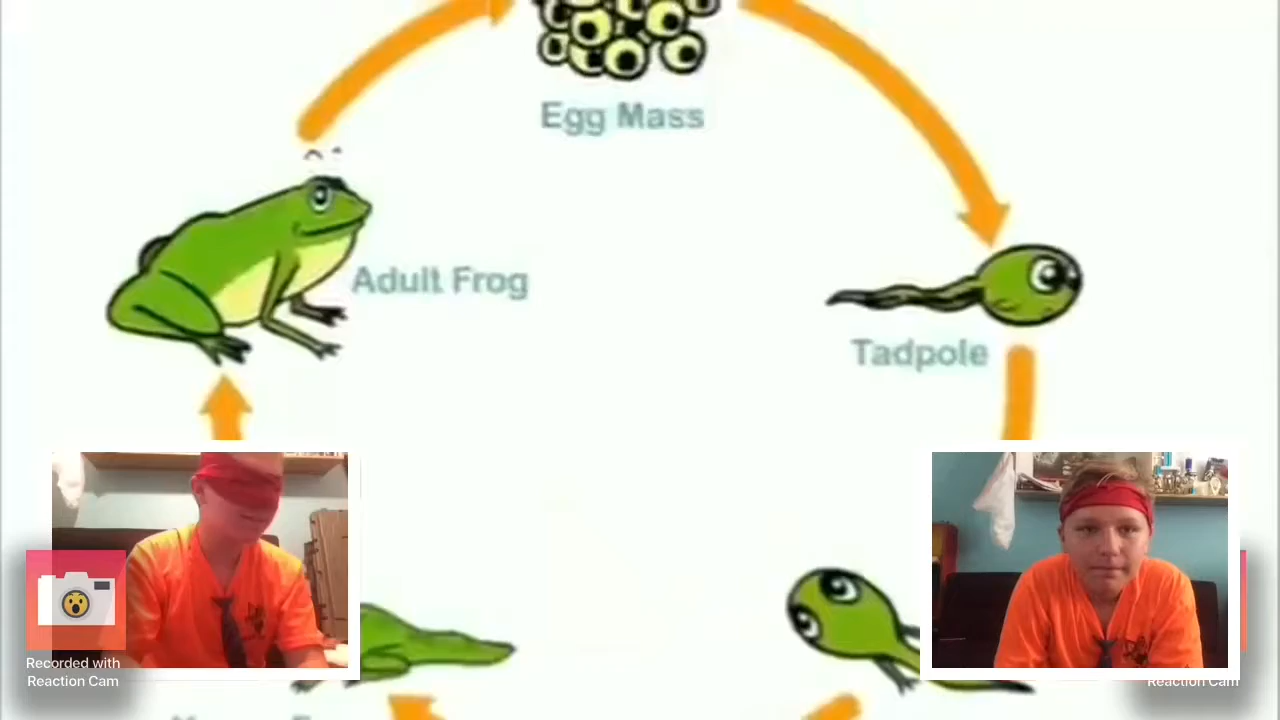 Egg Mass
Adult Frog
Tadpole
Recorded with
Reaction Cam
Reaction Cam